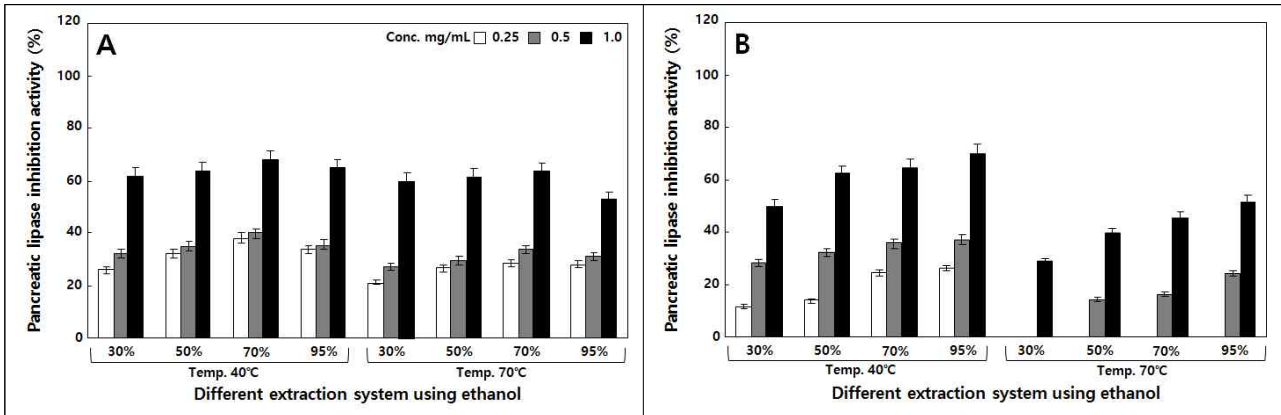 Pancreatic lipase inhibition activity (%)
120
100
80
60
40
20
0
A
Conc. mg/mL 0.25 0.5 1.0
30% 50% 70% 95% 30% 50% 70% 95%
Temp. 40℃ Temp. 70℃
Different extraction system using ethanol
Pancreatic lipase inhibition activity (%)
120
100
80
60
40
20
0
B
30% 50% 70% 95% 30% 50% 70% 95%
Temp. 40℃ Temp. 70℃
Different extraction system using ethanol